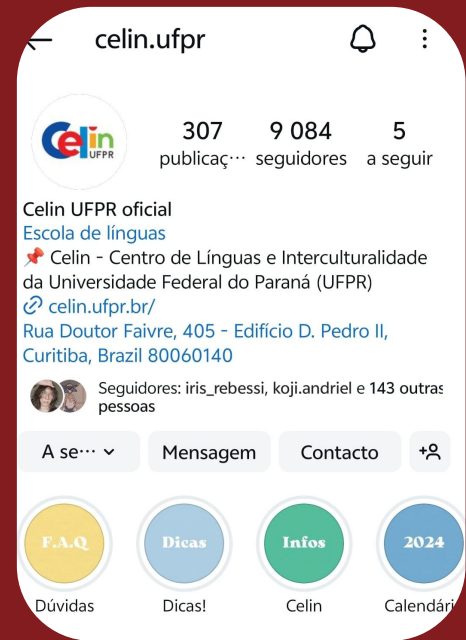 celin.ufpr
Celin
UFPR
307 9 084 5
publicaç··· seguidores a seguir
Celin UFPR oficial
Escola de línguas
📌 Celin - Centro de Línguas e Interculturalidade
da Universidade Federal do Paraná (UFPR)
celin.ufpr.br/
Rua Doutor Faivre, 405 - Edifício D. Pedro II,
Curitiba, Brazil 80060140
Seguidores: iris_rebessi, koji.andriel e 143 outras
pessoas
A se··· Mensagem Contacto
F.A.Q Dicas Infos 2024
Dúvidas Dicas! Celin Calendári